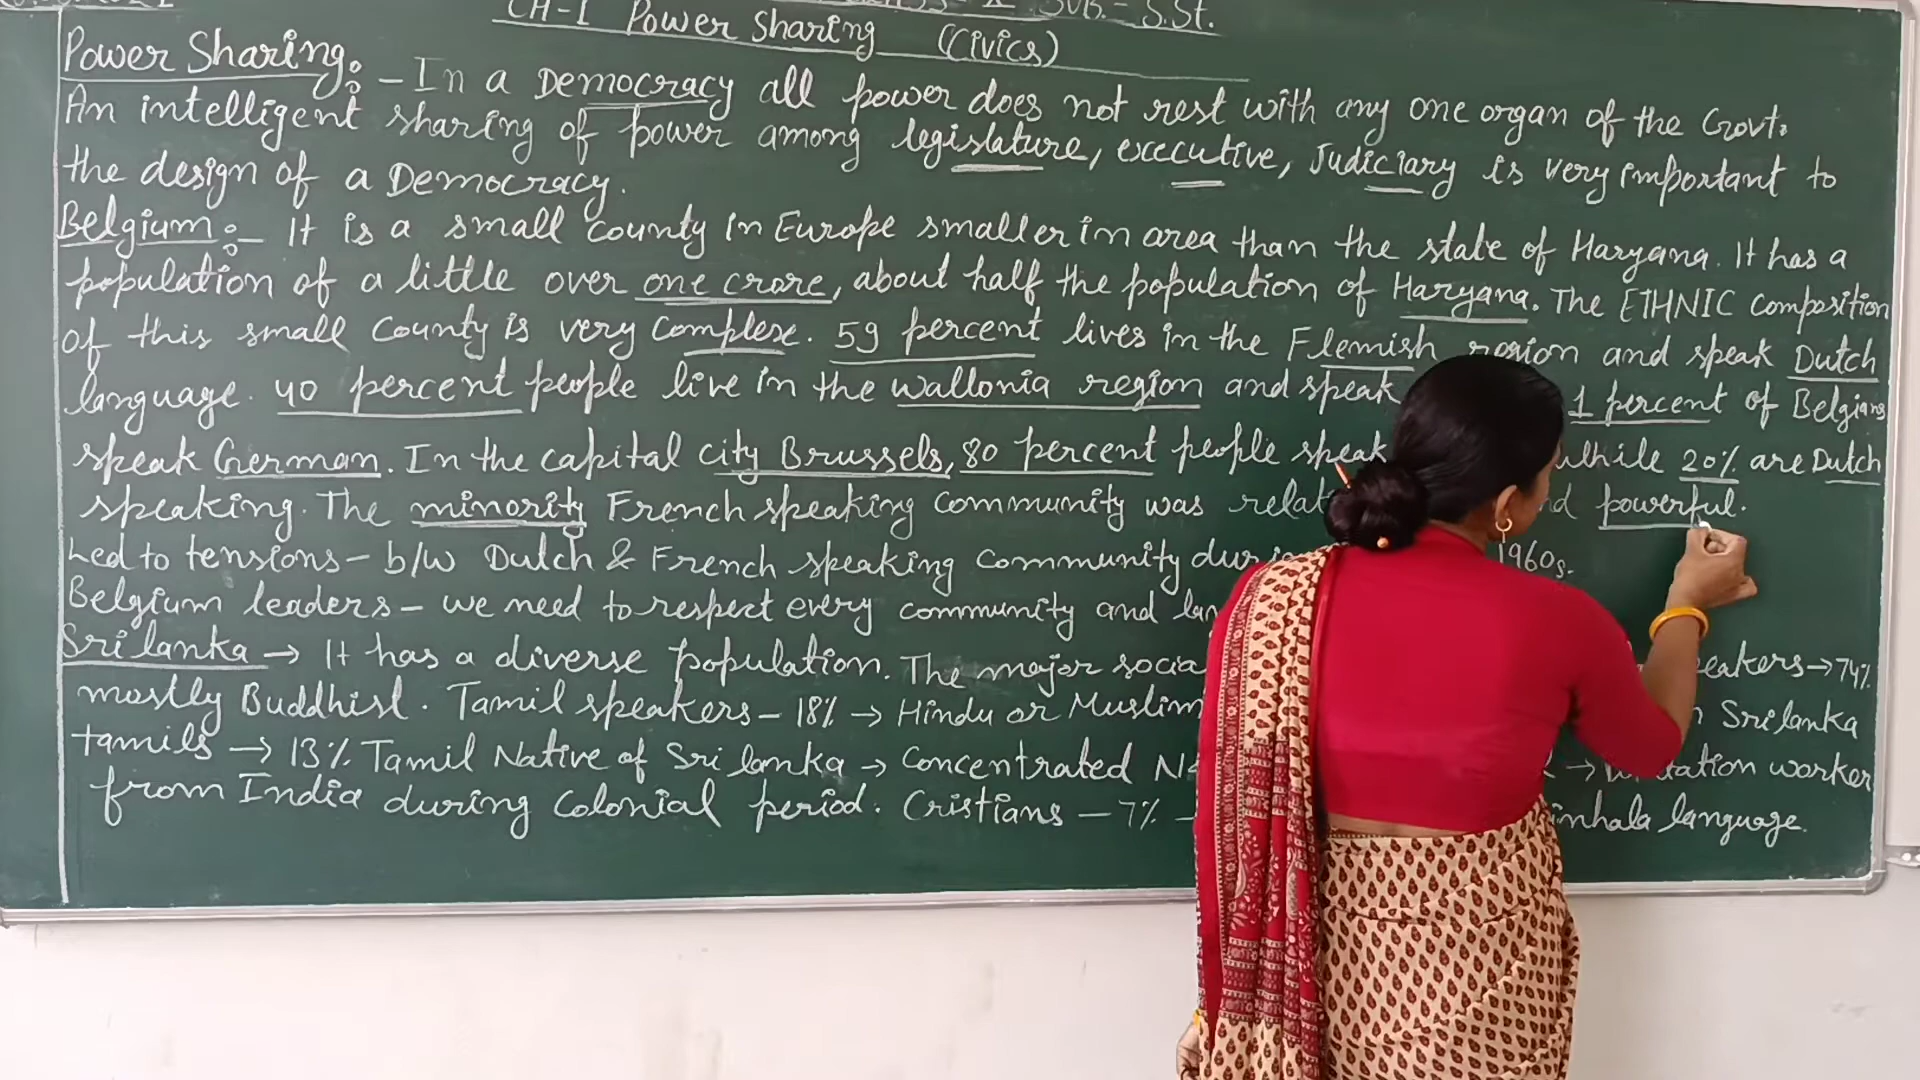 CH-1 Power Sharing (Civics) SUB.- S.St.
Power Sharing:- In a Democracy all power does not rest with any one organ of the Govt.
An intelligent sharing of power among legislature, executive, Judiciary is very important to
the design of a Democracy.
Belgium:- It is a small county in Europe smaller in area than the state of Haryana. It has a
population of a little over one crore, about half the population of Haryana. The ETHNIC composition
of this small County is very Complex. 59 percent lives in the Flemish region and speak Dutch
language. 40 percent people live in the Wallonia region and speak 1 percent of Belgians
speak German. In the capital city Brussels, 80 percent people speak while 20% are Dutch
speaking. The minority French speaking Community was powerful.
Led to tensions- b/w Dutch & French speaking Community 1960s.
Belgium leaders- we need to respect every community and
Sri lanka → It has a diverse population. The major → 74%
mostly Buddhist. Tamil speakers- 18% → Hindu or Muslim Sri lanka
tamils → 13% Tamil Native of Sri lanka → Concentrated → worker
from India during Colonial period. Cristians - 7% language.